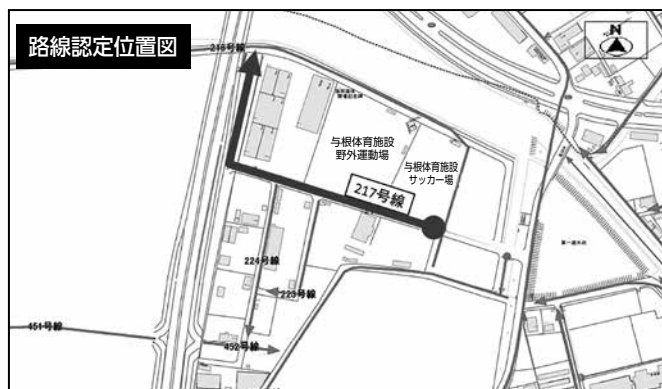 路線認定位置図
N
216号線
与根体育施設
野外運動場
与根体育施設
サッカー場
217号線
224号線
223号線
451号線
452号線